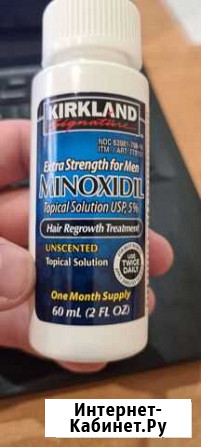 KIRKLAND
Signature
Extra Strength for Men
MINOXIDIL
Topical Solution USP, 5%
Hair Regrowth Treatment
UNSCENTED
Topical Solution
USE
TWICE
DAILY
One Month Supply
60 mL (2 FL OZ)
Интернет-
Кабинет.Ру